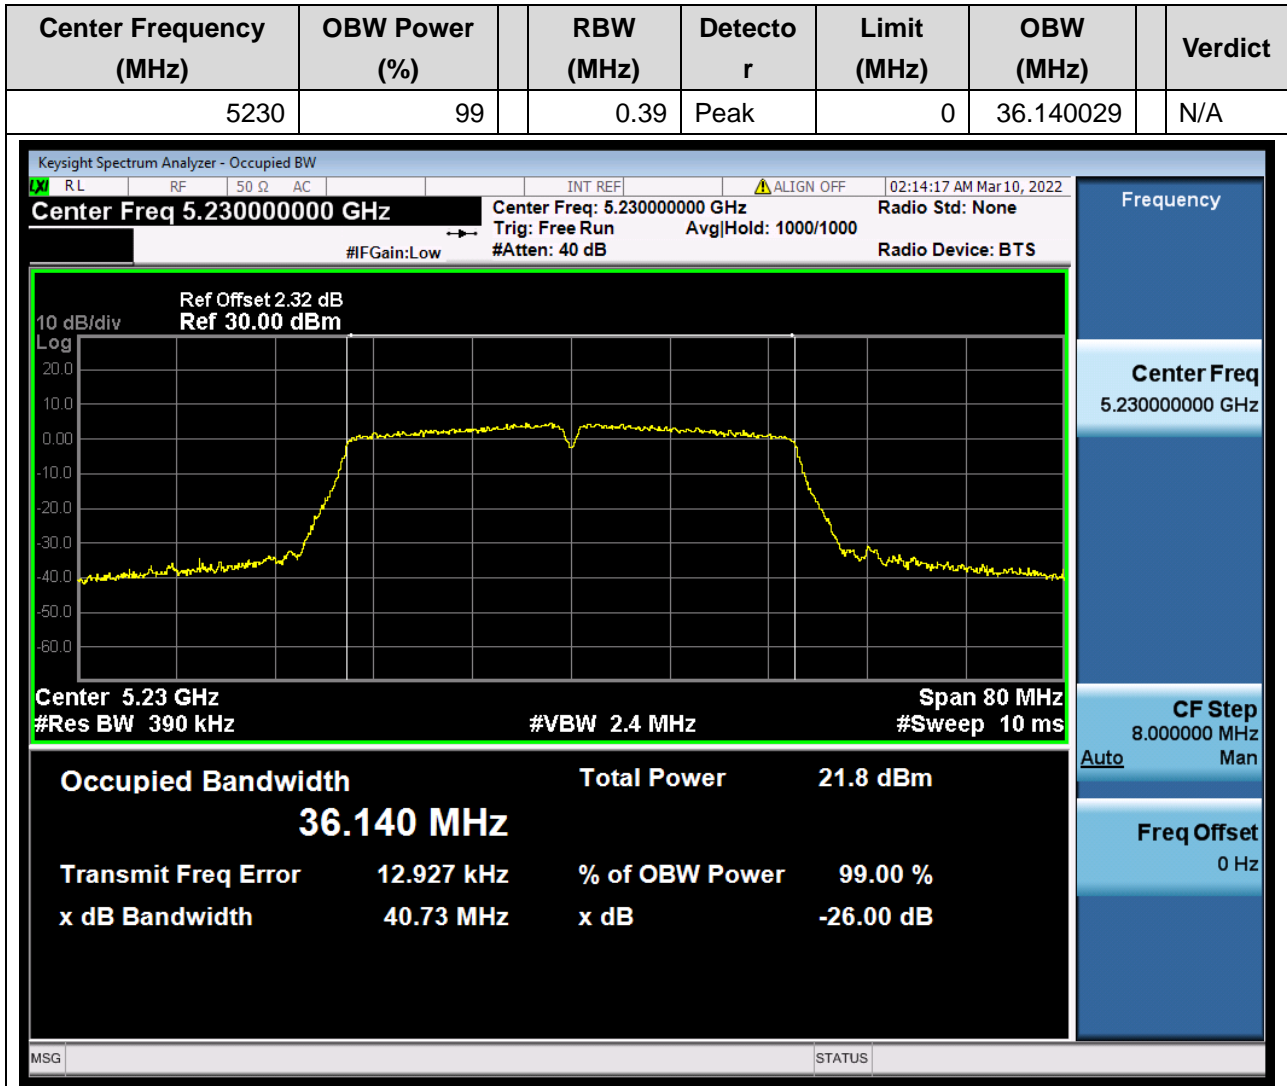 Center Frequency (MHz) OBW Power (%) RBW (MHz) Detector Limit (MHz) OBW (MHz) Verdict
5230 99 0.39 Peak 0 36.140029 N/A
Keysight Spectrum Analyzer - Occupied BW
LXI RL RF 50 Ω AC INT REF ALIGN OFF 02:14:17 AM Mar 10, 2022
Center Freq 5.230000000 GHz
Center Freq: 5.230000000 GHz Radio Std: None
Trig: Free Run Avg|Hold: 1000/1000
#IFGain:Low #Atten: 40 dB Radio Device: BTS
Ref Offset 2.32 dB
10 dB/div Ref 30.00 dBm
Log
20.0
10.0
0.00
-10.0
-20.0
-30.0
-40.0
-50.0
-60.0
Center 5.23 GHz Span 80 MHz
#Res BW 390 kHz #VBW 2.4 MHz #Sweep 10 ms
Occupied Bandwidth Total Power 21.8 dBm
36.140 MHz
Transmit Freq Error 12.927 kHz % of OBW Power 99.00 %
x dB Bandwidth 40.73 MHz x dB -26.00 dB
Frequency
Center Freq
5.230000000 GHz
CF Step
8.000000 MHz
Auto Man
Freq Offset
0 Hz
MSG STATUS